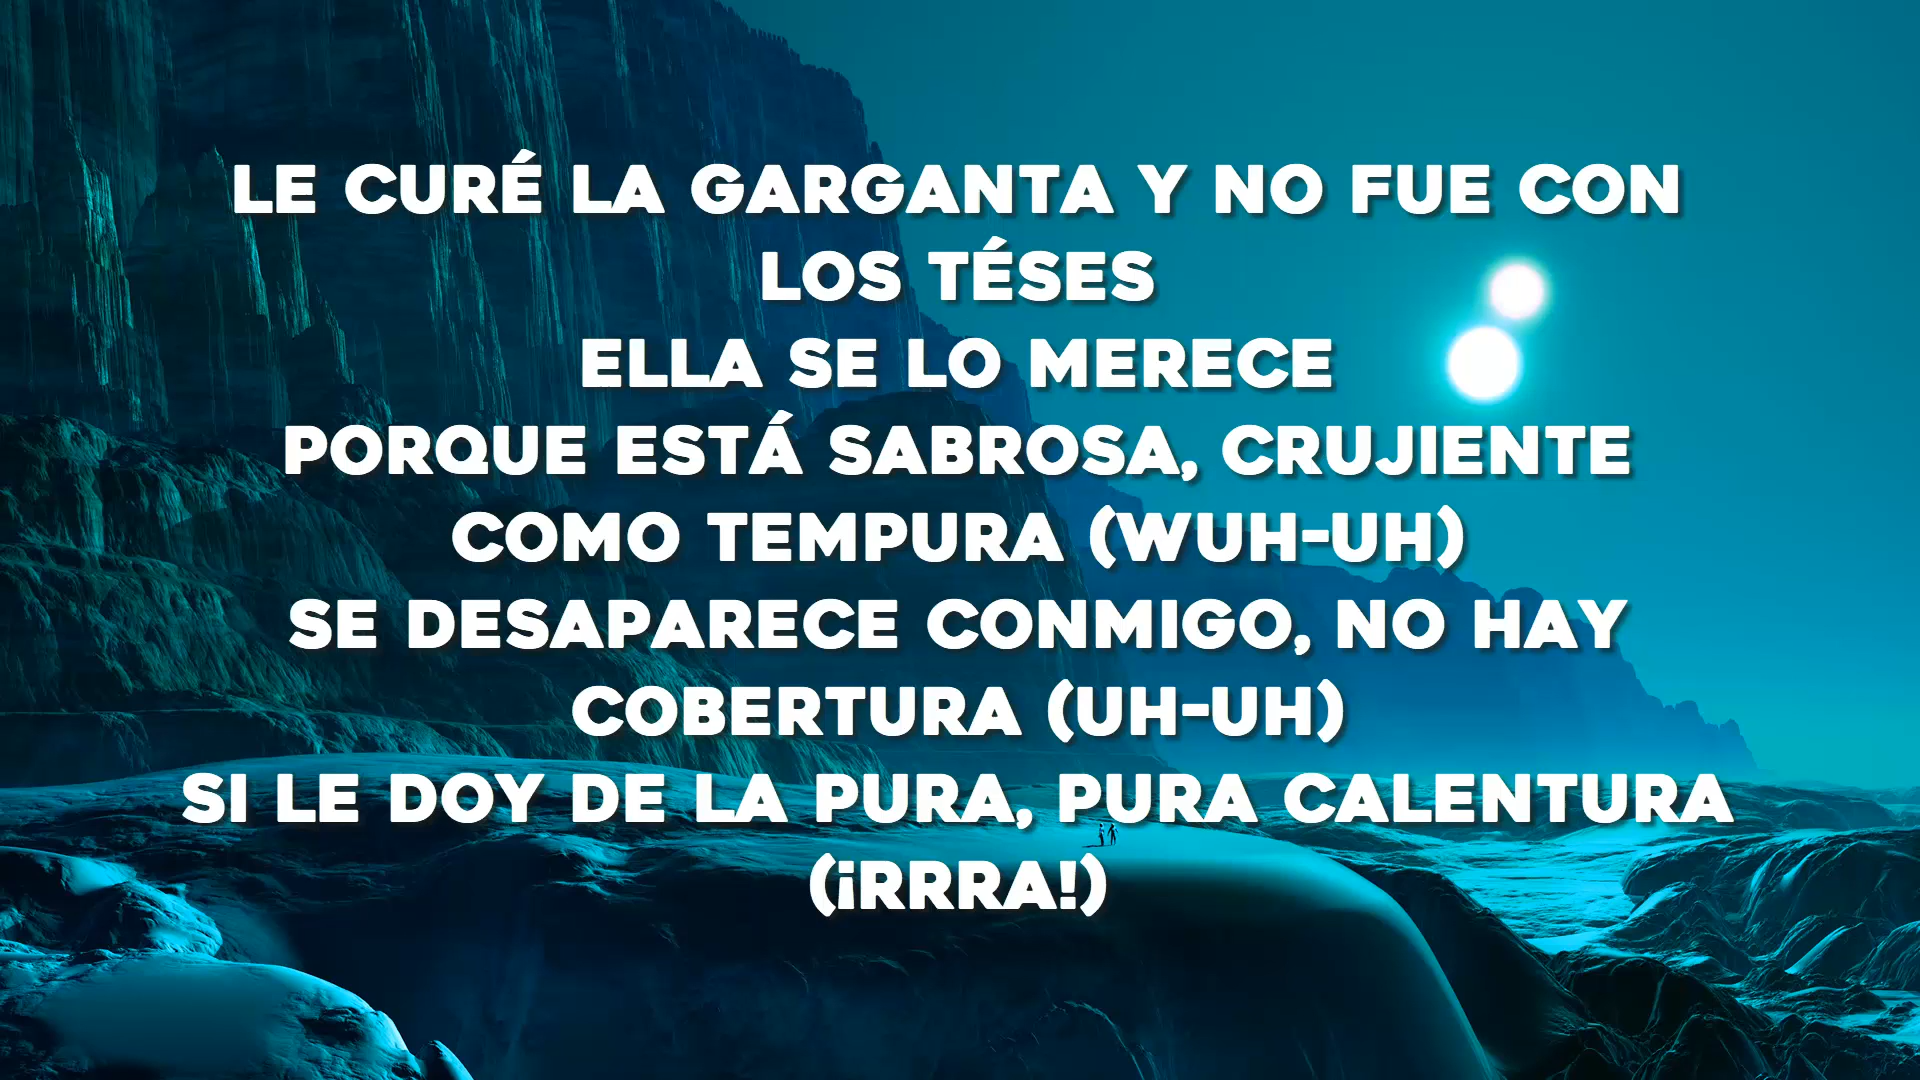 LE CURÉ LA GARGANTA Y NO FUE CON
LOS TÉSES
ELLA SE LO MERECE
PORQUE ESTÁ SABROSA, CRUJIENTE
COMO TEMPURA (WUH-UH)
SE DESAPARECE CONMIGO, NO HAY
COBERTURA (UH-UH)
SI LE DOY DE LA PURA, PURA CALENTURA
(¡RRRA!)